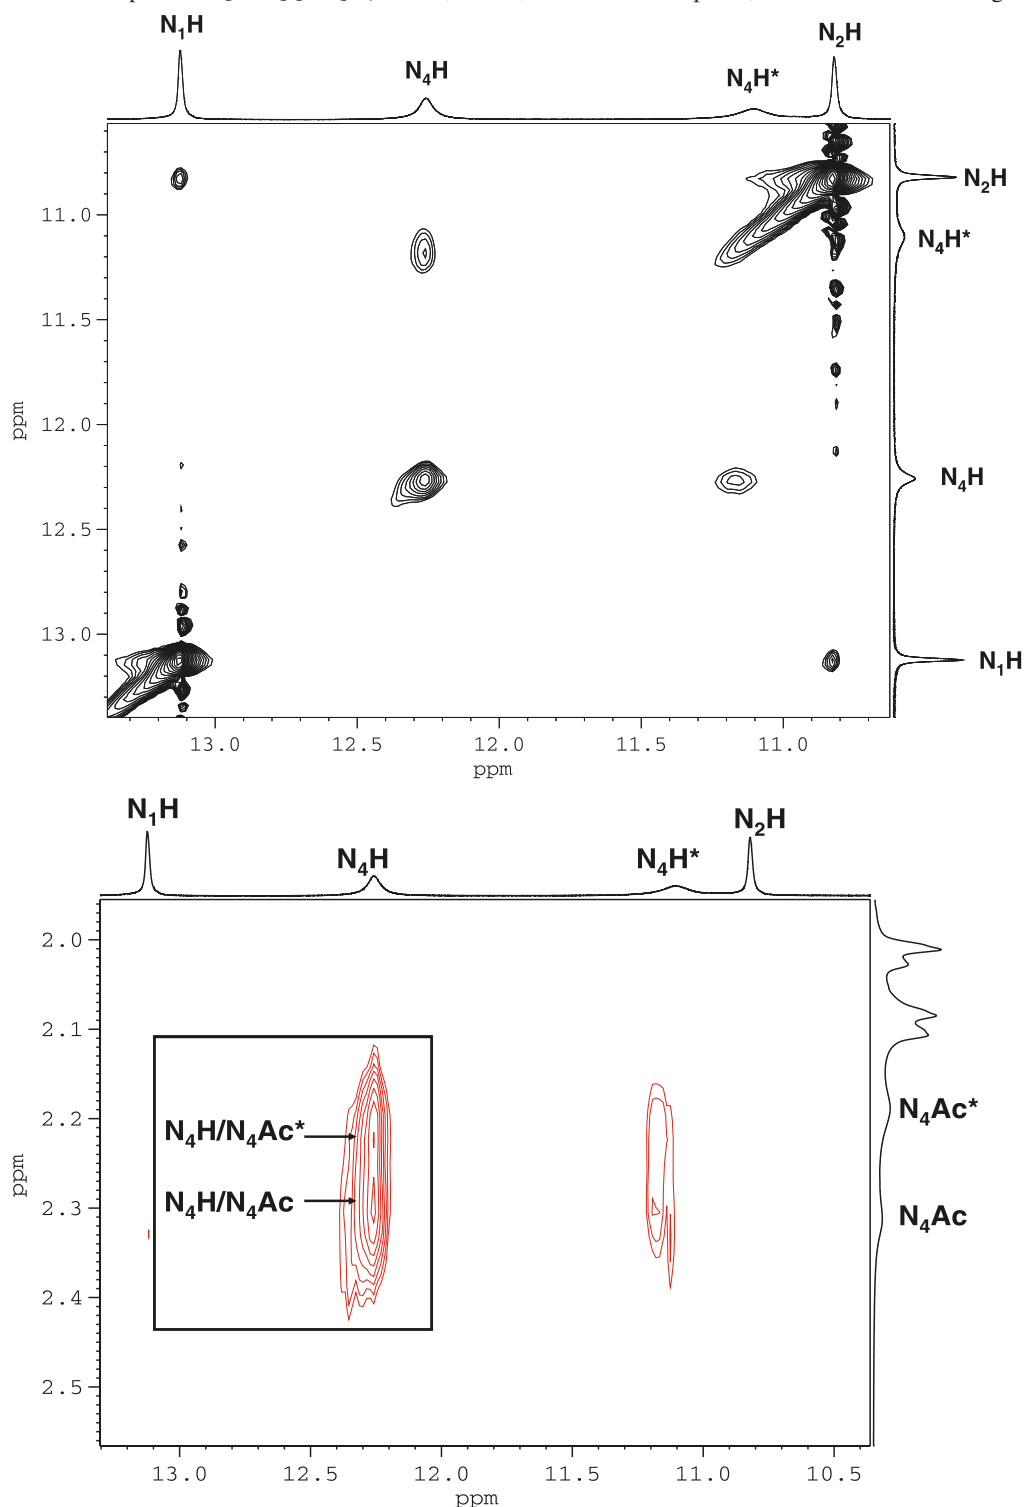 N₁H
N₄H
N₄H*
N₂H
11.0
11.5
12.0
12.5
13.0
ppm
N₂H
N₄H*
N₄H
N₁H
13.0 12.5 12.0 11.5 11.0
ppm
N₁H
N₄H
N₄H*
N₂H
2.0
2.1
2.2
2.3
2.4
2.5
ppm
N₄H/N₄Ac*
N₄H/N₄Ac
N₄Ac*
N₄Ac
13.0 12.5 12.0 11.5 11.0 10.5
ppm